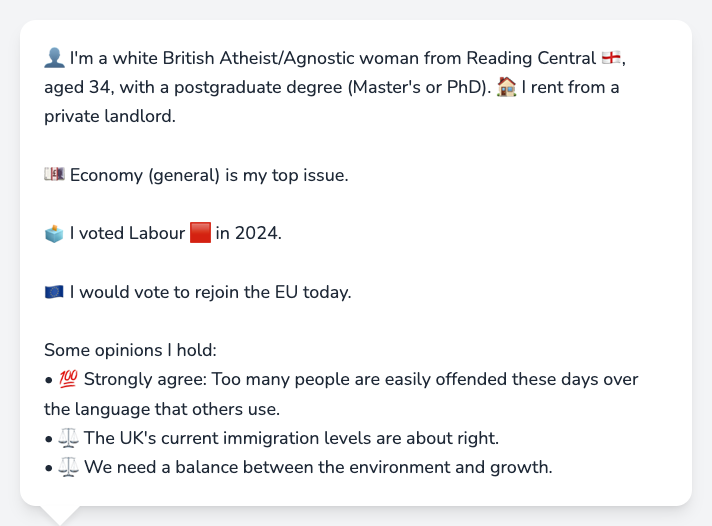 👤 I'm a white British Atheist/Agnostic woman from Reading Central 🏴󠁧󠁢󠁥󠁮󠁧󠁿,
aged 34, with a postgraduate degree (Master's or PhD). 🏠 I rent from a
private landlord.
💷 Economy (general) is my top issue.
🗳️ I voted Labour 🟥 in 2024.
🇪🇺 I would vote to rejoin the EU today.
Some opinions I hold:
• 💯 Strongly agree: Too many people are easily offended these days over
the language that others use.
• ⚖️ The UK's current immigration levels are about right.
• ⚖️ We need a balance between the environment and growth.